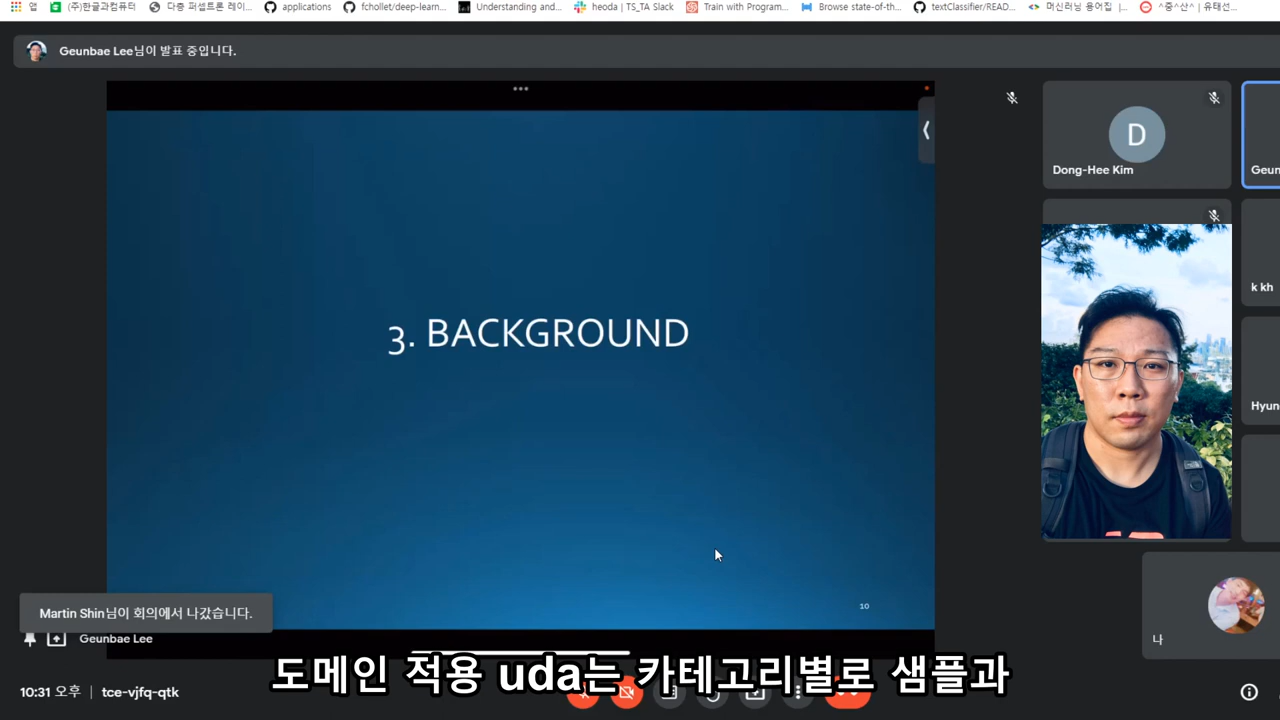 앱
(주)한글과컴퓨터
다층 퍼셉트론 레이...
applications
fchollet/deep-learn...
Understanding and...
heoda | TS_TA Slack
Train with Program...
Browse state-of-th...
textClassifier/READ...
머신러닝 용어집 |...
^중^산^ | 유태선...
Geunbae Lee님이 발표 중입니다.
D
Dong-Hee Kim
Geun
3. BACKGROUND
k kh
Hyun
10
Martin Shin님이 회의에서 나갔습니다.
Geunbae Lee
나
도메인 적용 uda는 카테고리별로 샘플과
10:31 오후 | tce-vjfq-qtk